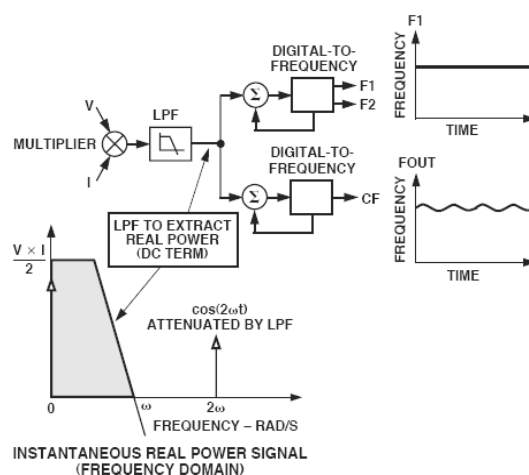 DIGITAL-TO-
FREQUENCY
F1
F2
Σ
V
LPF
MULTIPLIER
I
DIGITAL-TO-
FREQUENCY
Σ
CF
F1
FREQUENCY
TIME
FOUT
FREQUENCY
TIME
LPF TO EXTRACT
REAL POWER
(DC TERM)
V × I
2
cos(2ωt)
ATTENUATED BY LPF
0
ω
2ω
FREQUENCY – RAD/S
INSTANTANEOUS REAL POWER SIGNAL
(FREQUENCY DOMAIN)